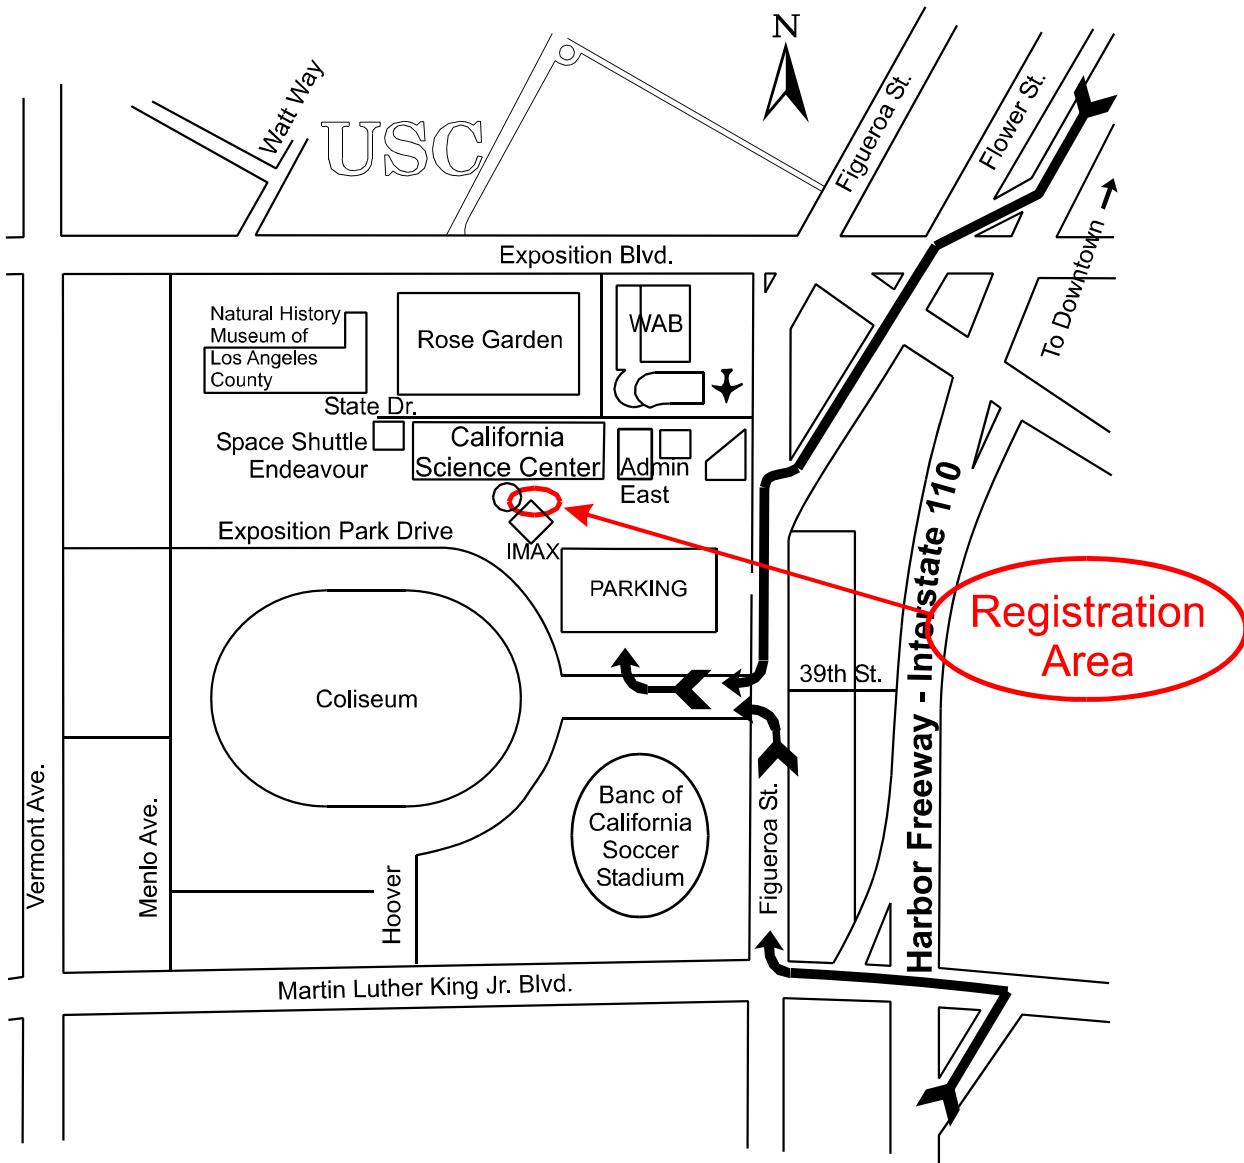 N
Watt Way
USC
Figueroa St.
Flower St.
Exposition Blvd.
To Downtown
Natural History
Museum of
Los Angeles
County
Rose Garden
WAB
State Dr.
Space Shuttle
Endeavour
California
Science Center
Admin
East
Exposition Park Drive
IMAX
PARKING
Harbor Freeway - Interstate 110
Registration
Area
39th St.
Coliseum
Banc of
California
Soccer
Stadium
Figueroa St.
Vermont Ave.
Menlo Ave.
Hoover
Martin Luther King Jr. Blvd.